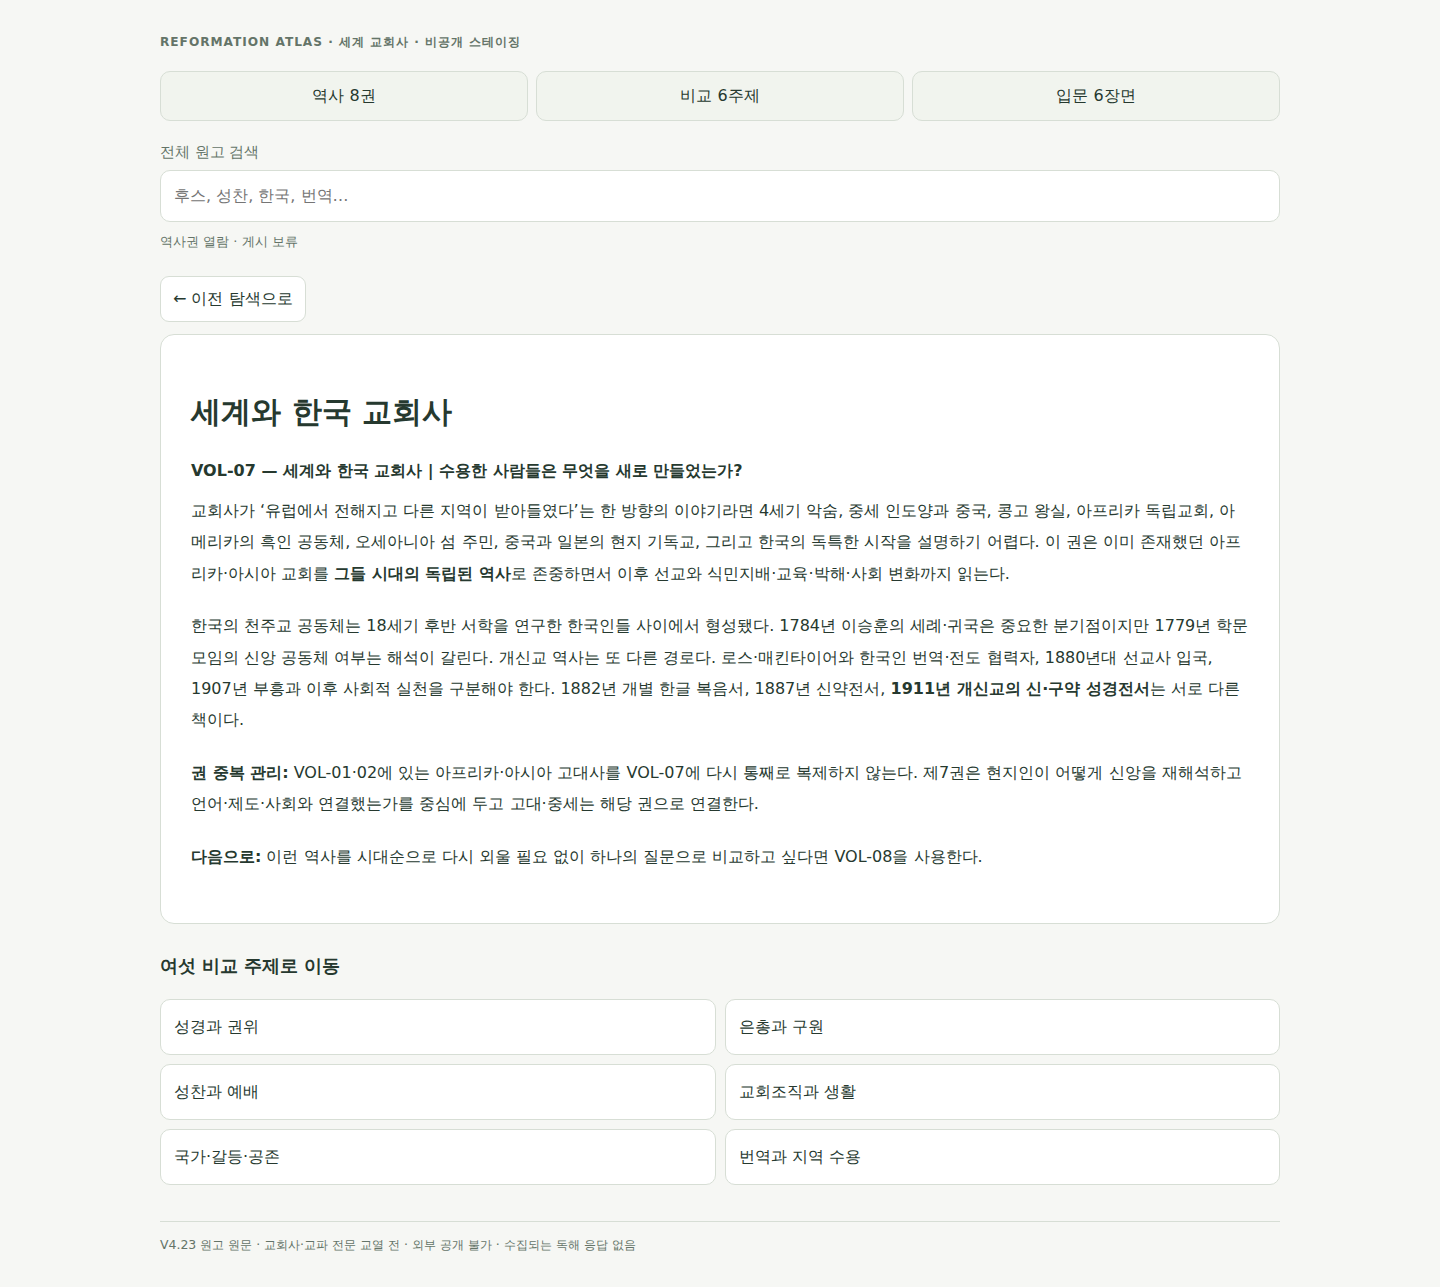 REFORMATION ATLAS · 세계 교회사 · 비공개 스테이징
역사 8권
비교 6주제
입문 6장면
전체 원고 검색
후스, 성찬, 한국, 번역…
역사권 열람 · 게시 보류
← 이전 탐색으로
세계와 한국 교회사
VOL-07 — 세계와 한국 교회사 | 수용한 사람들은 무엇을 새로 만들었는가?
교회사가 ‘유럽에서 전해지고 다른 지역이 받아들였다’는 한 방향의 이야기라면 4세기 악숨, 중세 인도양과 중국, 콩고 왕실, 아프리카 독립교회, 아
메리카의 흑인 공동체, 오세아니아 섬 주민, 중국과 일본의 현지 기독교, 그리고 한국의 독특한 시작을 설명하기 어렵다. 이 권은 이미 존재했던 아프
리카·아시아 교회를 그들 시대의 독립된 역사로 존중하면서 이후 선교와 식민지배·교육·박해·사회 변화까지 읽는다.
한국의 천주교 공동체는 18세기 후반 서학을 연구한 한국인들 사이에서 형성됐다. 1784년 이승훈의 세례·귀국은 중요한 분기점이지만 1779년 학문
모임의 신앙 공동체 여부는 해석이 갈린다. 개신교 역사는 또 다른 경로다. 로스·매킨타이어와 한국인 번역·전도 협력자, 1880년대 선교사 입국,
1907년 부흥과 이후 사회적 실천을 구분해야 한다. 1882년 개별 한글 복음서, 1887년 신약전서, 1911년 개신교의 신·구약 성경전서는 서로 다른
책이다.
권 중복 관리: VOL-01·02에 있는 아프리카·아시아 고대사를 VOL-07에 다시 통째로 복제하지 않는다. 제7권은 현지인이 어떻게 신앙을 재해석하고
언어·제도·사회와 연결했는가를 중심에 두고 고대·중세는 해당 권으로 연결한다.
다음으로: 이런 역사를 시대순으로 다시 외울 필요 없이 하나의 질문으로 비교하고 싶다면 VOL-08을 사용한다.
여섯 비교 주제로 이동
성경과 권위
은총과 구원
성찬과 예배
교회조직과 생활
국가·갈등·공존
번역과 지역 수용
V4.23 원고 원문 · 교회사·교파 전문 교열 전 · 외부 공개 불가 · 수집되는 독해 응답 없음